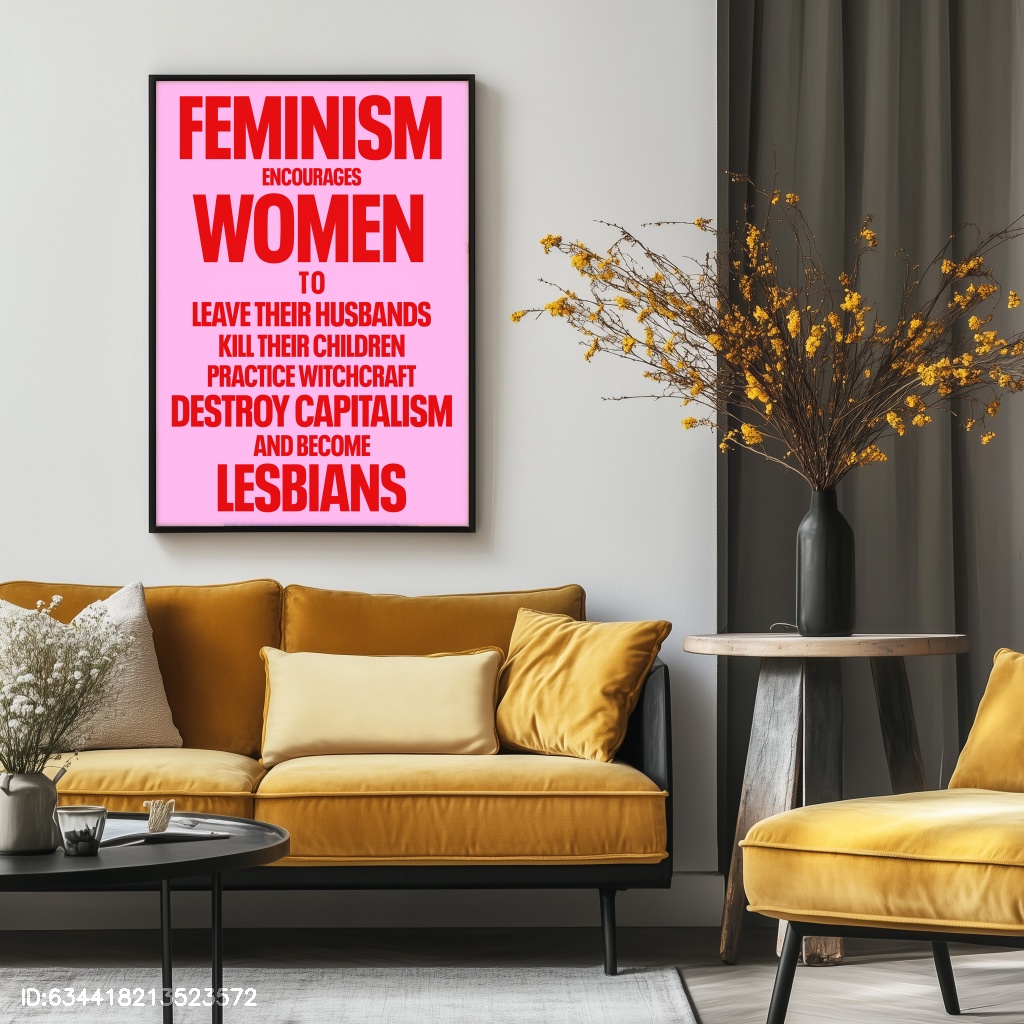 FEMINISM
ENCOURAGES
WOMEN
TO
LEAVE THEIR HUSBANDS
KILL THEIR CHILDREN
PRACTICE WITCHCRAFT
DESTROY CAPITALISM
AND BECOME
LESBIANS
ID:634418213523572